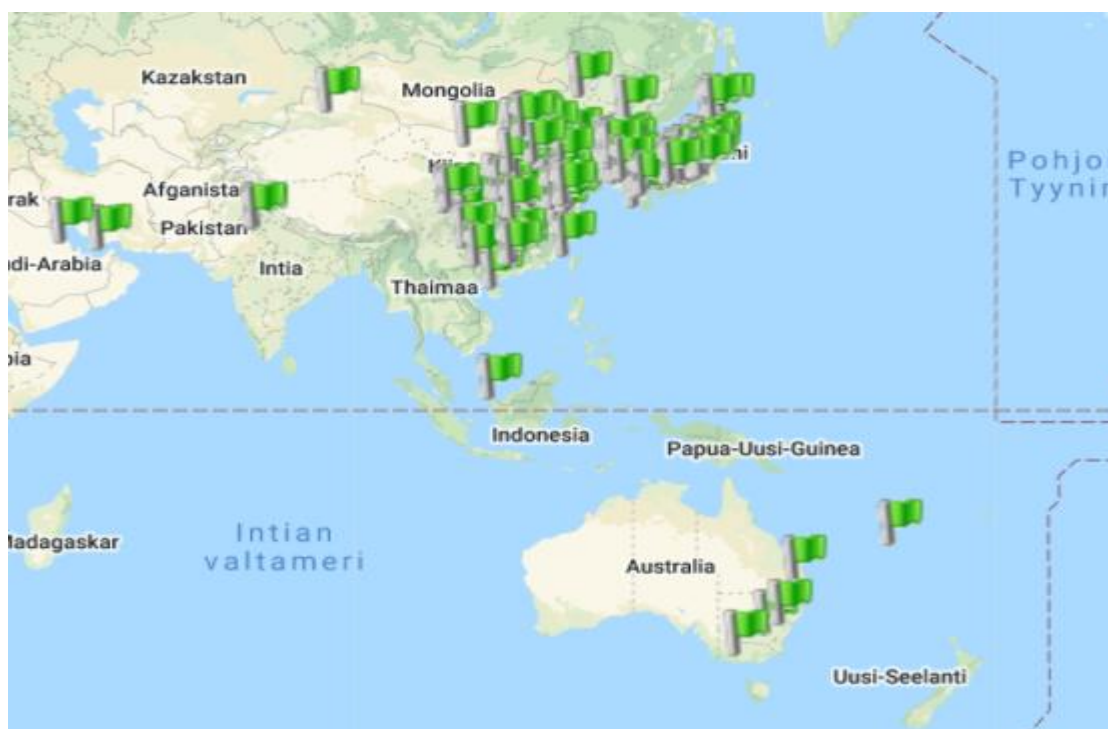 Kazakstan
Mongolia
Afganista
rak
Pakistan
di-Arabia
Intia
Thaimaa
bia
Pohjo
Tyynin
Indonesia
Papua-Uusi-Guinea
Intian
valtameri
Madagaskar
Australia
Uusi-Seelanti